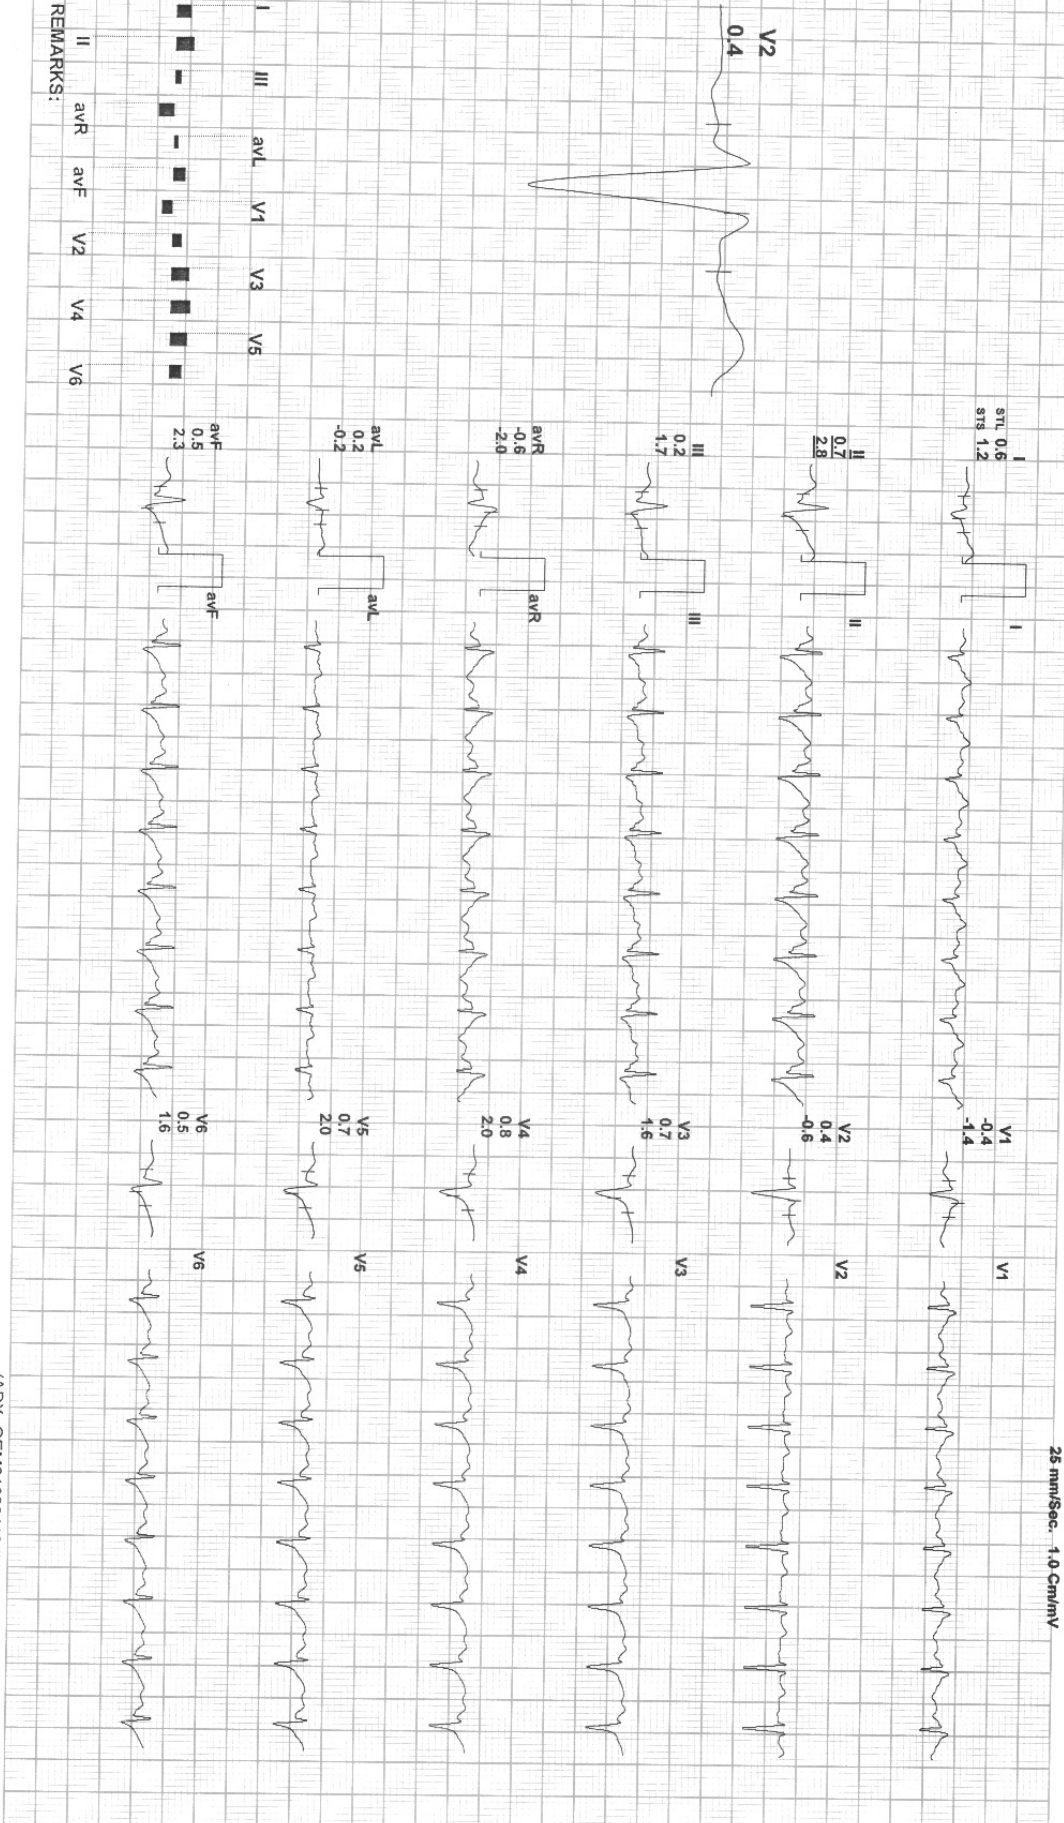 25 mm/Sec. 1.0 Cm/mV
I
STL 0.6
STS 1.2
I
V1
-0.4
-1.4
V1
V2
0.4
II
0.7
2.8
II
V2
0.4
-0.6
V2
III
0.2
1.7
III
V3
0.7
1.6
V3
avR
-0.6
-2.0
avR
V4
0.8
2.0
V4
avL
0.2
-0.2
avL
V5
0.7
2.0
V5
avF
0.5
2.3
avF
V6
0.5
1.6
V6
I III avL V1 V3 V5
II avR avF V2 V4 V6
REMARKS: